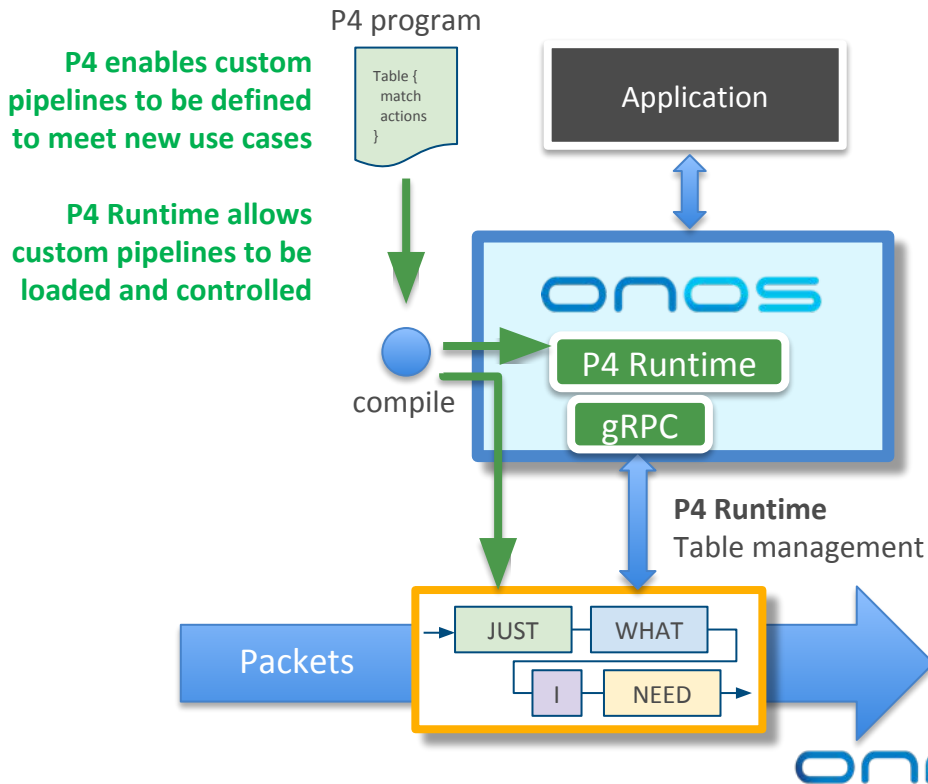 P4 program
P4 enables custom
pipelines to be defined
to meet new use cases
Table {
match
actions
}
Application
P4 Runtime allows
custom pipelines to be
loaded and controlled
onos
P4 Runtime
compile
gRPC
P4 Runtime
Table management
Packets
JUST
WHAT
I
NEED